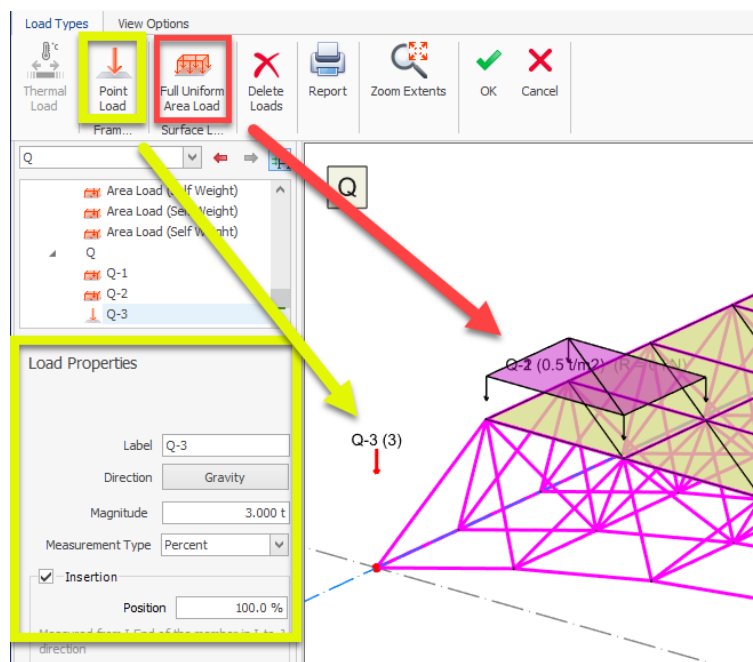 Load Types
View Options
°C
Thermal
Load
Point
Load
Full Uniform
Area Load
Delete
Loads
Report
Zoom Extents
OK
Cancel
Fram...
Surface L...
Q
Area Load (Self Weight)
Area Load (Self Weight)
Area Load (Self Weight)
Q
Q-1
Q-2
Q-3
Load Properties
Label Q-3
Direction Gravity
Magnitude 3.000 t
Measurement Type Percent
Insertion
Position 100.0 %
Measured from I End of the member in I to J
direction
Q
(0.5 t/m2)
Q-3 (3)